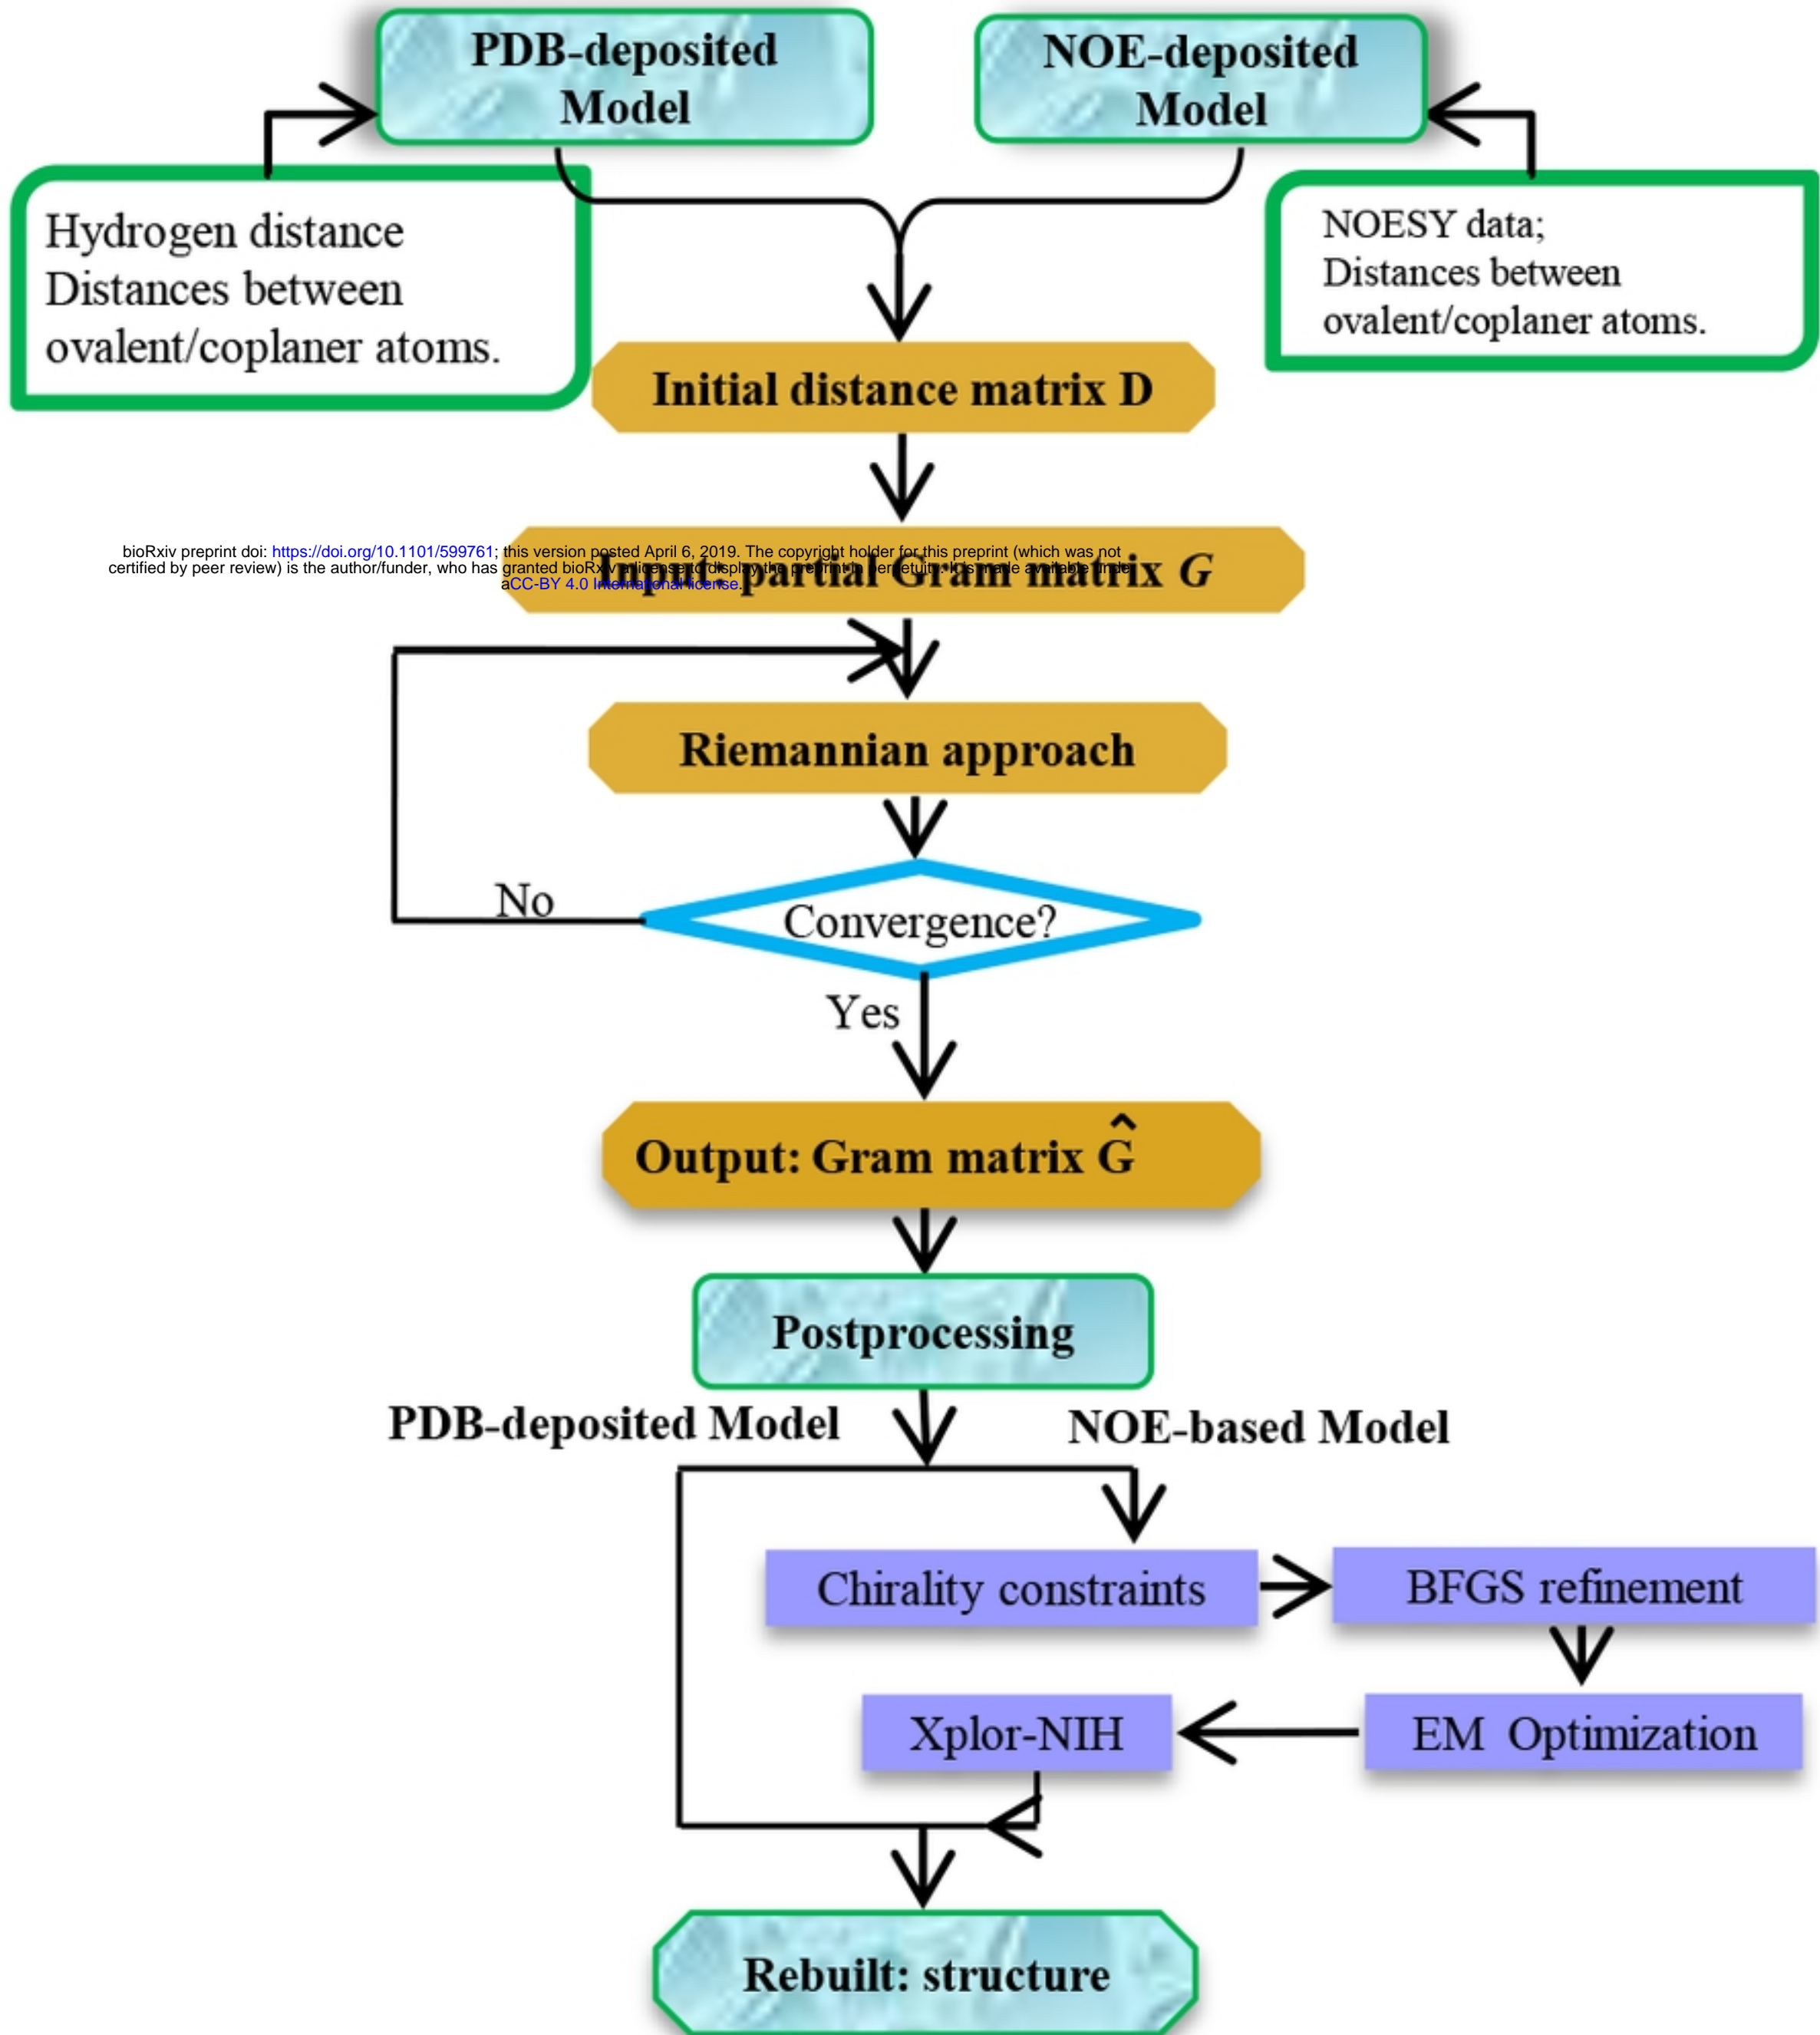 PDB-deposited
Model
NOE-deposited
Model
Hydrogen distance
Distances between
ovalent/coplaner atoms.
NOESY data;
Distances between
ovalent/coplaner atoms.
Initial distance matrix D
bioRxiv preprint doi: https://doi.org/10.1101/599761; this version posted April 6, 2019. The copyright holder for this preprint (which was not
certified by peer review) is the author/funder, who has granted bioRxiv a license to display the preprint in perpetuity. It is made available under
aCC-BY 4.0 International license.
Input: partial Gram matrix G
Riemannian approach
No
Convergence?
Yes
Output: Gram matrix Ĝ
Postprocessing
PDB-deposited Model
NOE-based Model
Chirality constraints
BFGS refinement
Xplor-NIH
EM Optimization
Rebuilt: structure